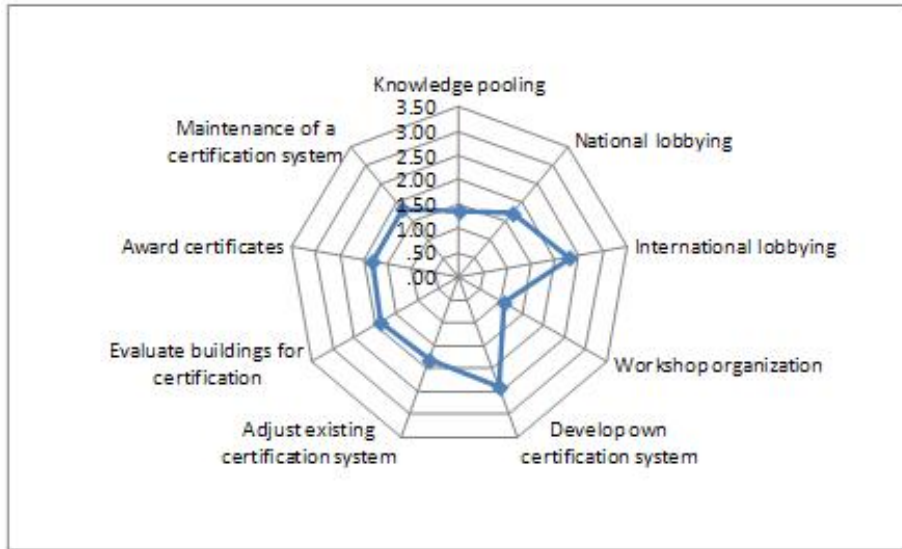 Knowledge pooling
3.50
3.00
2.50
2.00
1.50
1.00
.50
.00
National lobbying
International lobbying
Workshop organization
Develop own
certification system
Adjust existing
certification system
Evaluate buildings for
certification
Award certificates
Maintenance of a
certification system